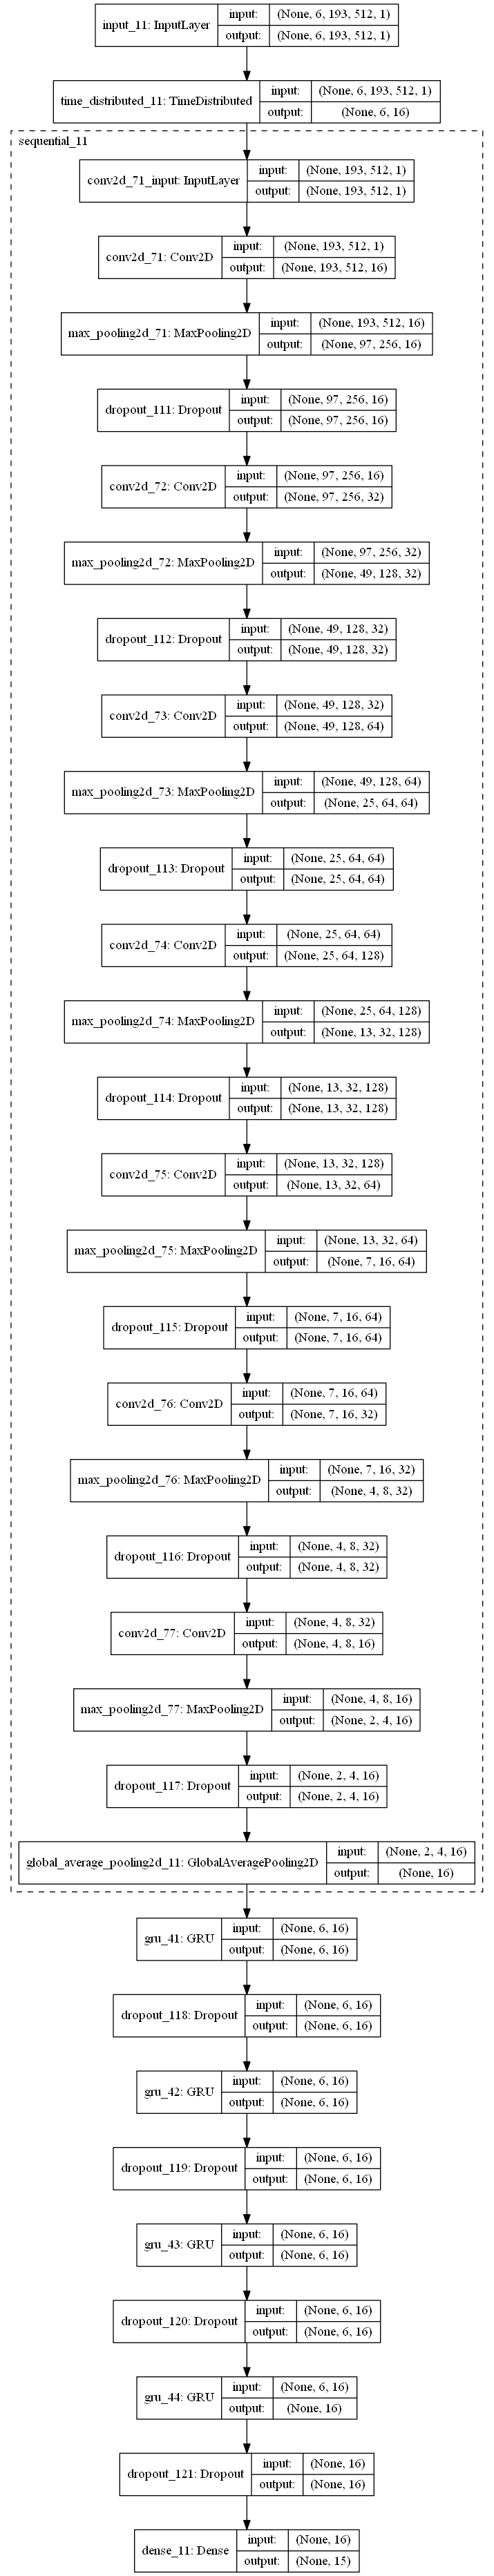 input_11: InputLayer
input: (None, 6, 193, 512, 1)
output: (None, 6, 193, 512, 1)
time_distributed_11: TimeDistributed
input: (None, 6, 193, 512, 1)
output: (None, 6, 16)
sequential_11
conv2d_71_input: InputLayer
input: (None, 193, 512, 1)
output: (None, 193, 512, 1)
conv2d_71: Conv2D
input: (None, 193, 512, 1)
output: (None, 193, 512, 16)
max_pooling2d_71: MaxPooling2D
input: (None, 193, 512, 16)
output: (None, 97, 256, 16)
dropout_111: Dropout
input: (None, 97, 256, 16)
output: (None, 97, 256, 16)
conv2d_72: Conv2D
input: (None, 97, 256, 16)
output: (None, 97, 256, 32)
max_pooling2d_72: MaxPooling2D
input: (None, 97, 256, 32)
output: (None, 49, 128, 32)
dropout_112: Dropout
input: (None, 49, 128, 32)
output: (None, 49, 128, 32)
conv2d_73: Conv2D
input: (None, 49, 128, 32)
output: (None, 49, 128, 64)
max_pooling2d_73: MaxPooling2D
input: (None, 49, 128, 64)
output: (None, 25, 64, 64)
dropout_113: Dropout
input: (None, 25, 64, 64)
output: (None, 25, 64, 64)
conv2d_74: Conv2D
input: (None, 25, 64, 64)
output: (None, 25, 64, 128)
max_pooling2d_74: MaxPooling2D
input: (None, 25, 64, 128)
output: (None, 13, 32, 128)
dropout_114: Dropout
input: (None, 13, 32, 128)
output: (None, 13, 32, 128)
conv2d_75: Conv2D
input: (None, 13, 32, 128)
output: (None, 13, 32, 64)
max_pooling2d_75: MaxPooling2D
input: (None, 13, 32, 64)
output: (None, 7, 16, 64)
dropout_115: Dropout
input: (None, 7, 16, 64)
output: (None, 7, 16, 64)
conv2d_76: Conv2D
input: (None, 7, 16, 64)
output: (None, 7, 16, 32)
max_pooling2d_76: MaxPooling2D
input: (None, 7, 16, 32)
output: (None, 4, 8, 32)
dropout_116: Dropout
input: (None, 4, 8, 32)
output: (None, 4, 8, 32)
conv2d_77: Conv2D
input: (None, 4, 8, 32)
output: (None, 4, 8, 16)
max_pooling2d_77: MaxPooling2D
input: (None, 4, 8, 16)
output: (None, 2, 4, 16)
dropout_117: Dropout
input: (None, 2, 4, 16)
output: (None, 2, 4, 16)
global_average_pooling2d_11: GlobalAveragePooling2D
input: (None, 2, 4, 16)
output: (None, 16)
gru_41: GRU
input: (None, 6, 16)
output: (None, 6, 16)
dropout_118: Dropout
input: (None, 6, 16)
output: (None, 6, 16)
gru_42: GRU
input: (None, 6, 16)
output: (None, 6, 16)
dropout_119: Dropout
input: (None, 6, 16)
output: (None, 6, 16)
gru_43: GRU
input: (None, 6, 16)
output: (None, 6, 16)
dropout_120: Dropout
input: (None, 6, 16)
output: (None, 6, 16)
gru_44: GRU
input: (None, 6, 16)
output: (None, 16)
dropout_121: Dropout
input: (None, 16)
output: (None, 16)
dense_11: Dense
input: (None, 16)
output: (None, 15)